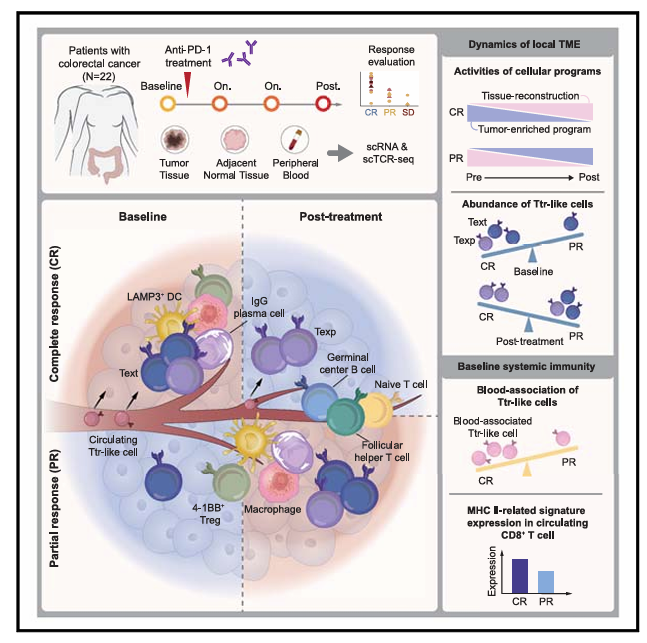 Patients with
colorectal cancer
(N=22)
Anti-PD-1
treatment
Baseline
On.
On.
Post.
Response
evaluation
CR PR SD
Tumor
Tissue
Adjacent
Normal Tissue
Peripheral
Blood
scRNA &
scTCR-seq
Baseline
Post-treatment
Complete response (CR)
Partial response (PR)
LAMP3⁺ DC
IgG
plasma cell
Text
Texp
Germinal
center B cell
Naive T cell
Circulating
Ttr-like cell
Follicular
helper T cell
4-1BB⁺
Treg
Macrophage
Dynamics of local TME
Activities of cellular programs
Tissue-reconstruction
CR
Tumor-enriched program
PR
Pre
Post
Abundance of Ttr-like cells
Text
Texp
CR
PR
Baseline
CR
PR
Post-treatment
Baseline systemic immunity
Blood-association of
Ttr-like cells
Blood-associated
Ttr-like cell
CR
PR
MHC II-related signature
expression in circulating
CD8⁺ T cell
Expression
CR PR